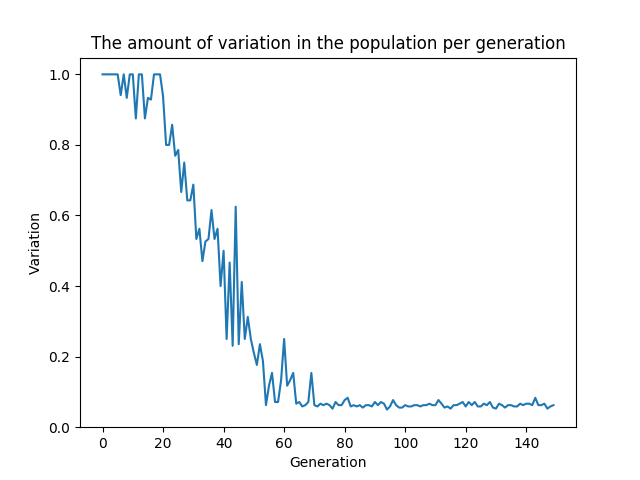 The amount of variation in the population per generation
1.0
0.8
0.6
0.4
0.2
0.0
Variation
0 20 40 60 80 100 120 140
Generation